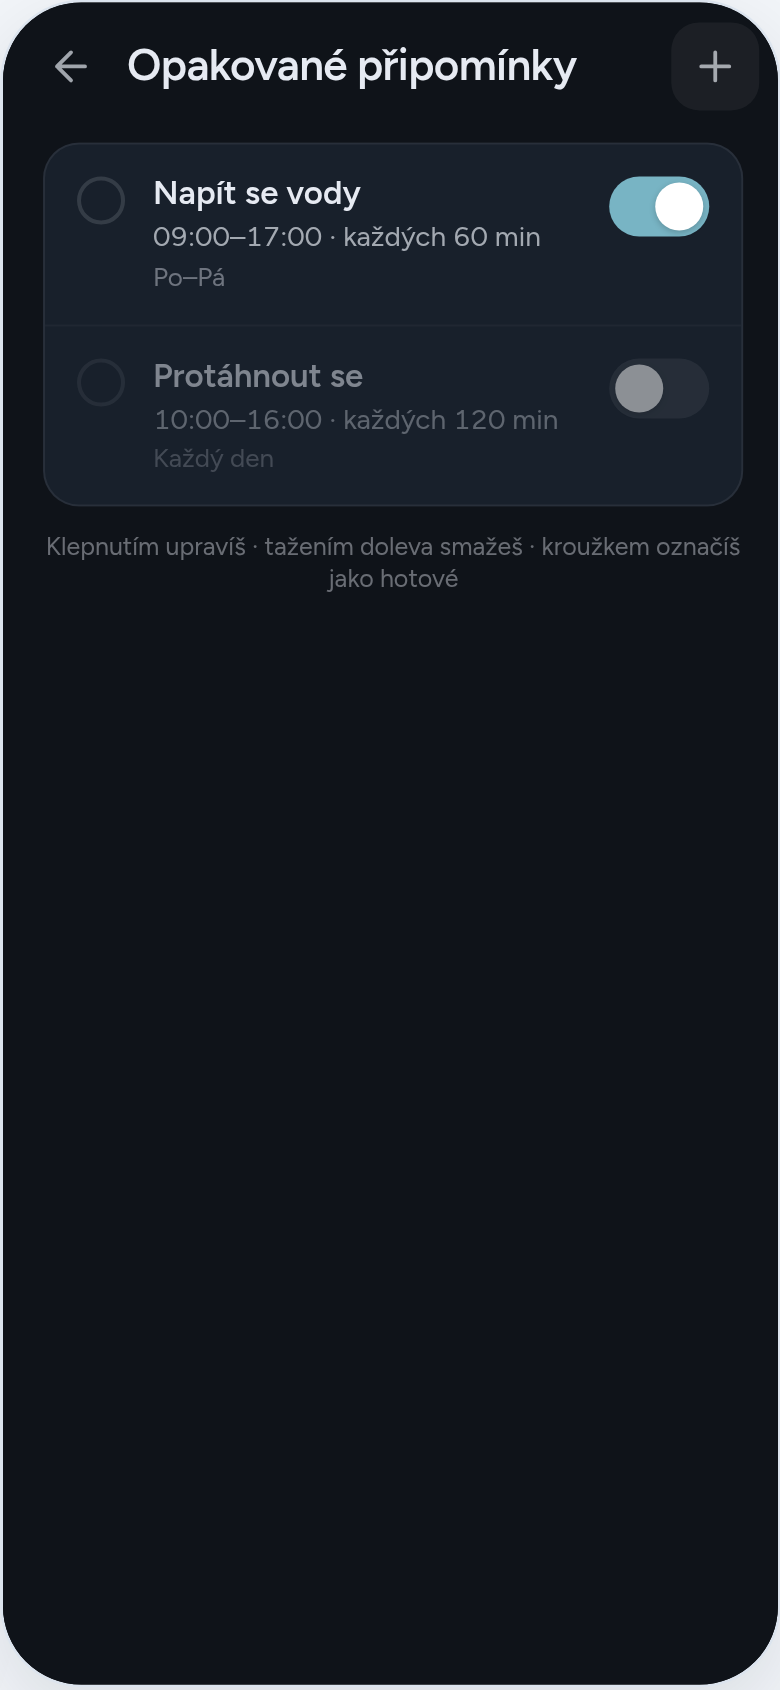 Opakované připomínky
Napít se vody
09:00–17:00 · každých 60 min
Po–Pá
Protáhnout se
10:00–16:00 · každých 120 min
Každý den
Klepnutím upravíš · tažením doleva smažeš · kroužkem označíš
jako hotové